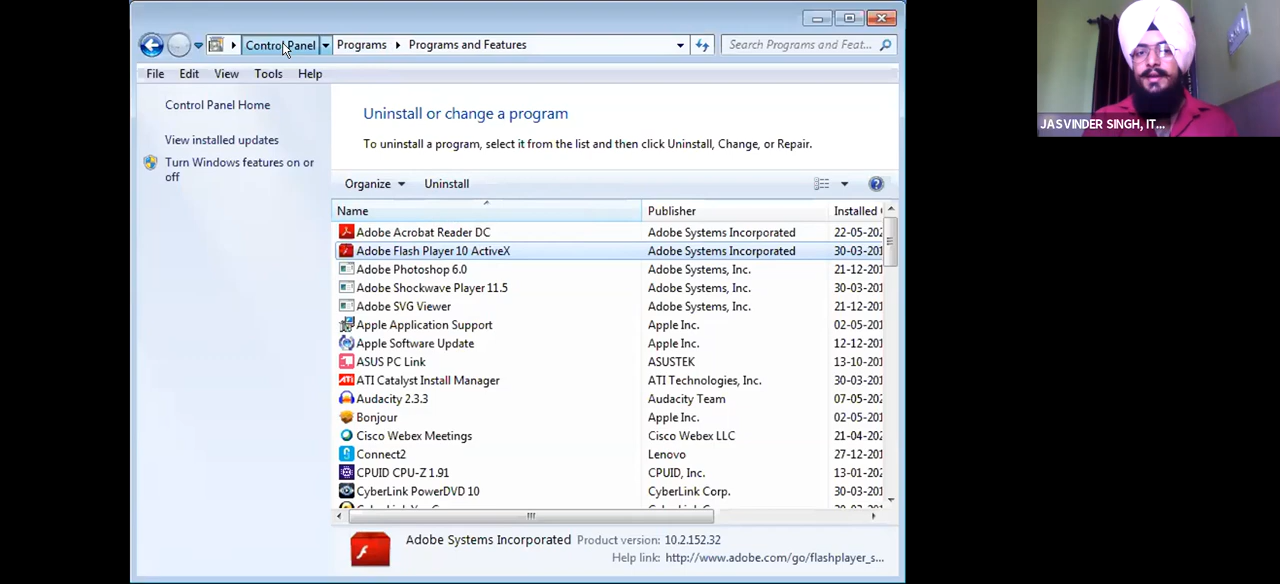 Control Panel Programs Programs and Features Search Programs and Feat...
File Edit View Tools Help
Control Panel Home
View installed updates
Turn Windows features on or
off
Uninstall or change a program
To uninstall a program, select it from the list and then click Uninstall, Change, or Repair.
Organize Uninstall
Name Publisher Installed
Adobe Acrobat Reader DC Adobe Systems Incorporated 22-05-202
Adobe Flash Player 10 ActiveX Adobe Systems Incorporated 30-03-201
Adobe Photoshop 6.0 Adobe Systems, Inc. 21-12-201
Adobe Shockwave Player 11.5 Adobe Systems, Inc. 30-03-201
Adobe SVG Viewer Adobe Systems, Inc. 21-12-201
Apple Application Support Apple Inc. 02-05-201
Apple Software Update Apple Inc. 12-12-201
ASUS PC Link ASUSTEK 13-10-201
ATI Catalyst Install Manager ATI Technologies, Inc. 30-03-201
Audacity 2.3.3 Audacity Team 07-05-202
Bonjour Apple Inc. 02-05-201
Cisco Webex Meetings Cisco Webex LLC 21-04-202
Connect2 Lenovo 27-12-201
CPUID CPU-Z 1.91 CPUID, Inc. 13-01-202
CyberLink PowerDVD 10 CyberLink Corp. 30-03-201
Adobe Systems Incorporated Product version: 10.2.152.32
Help link: http://www.adobe.com/go/flashplayer_s...
JASVINDER SINGH, IT...